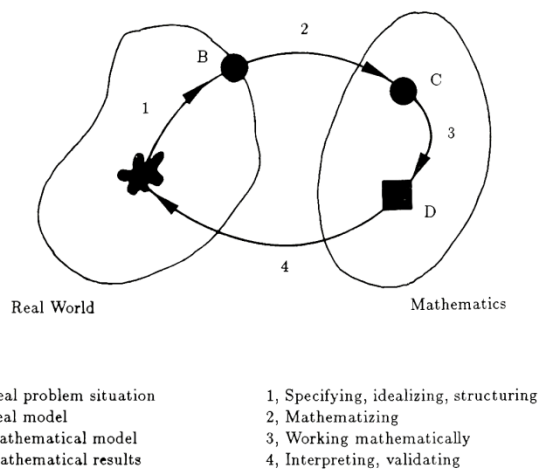 2
B
C
1
3
D
4
Real World
Mathematics
eal problem situation
1, Specifying, idealizing, structuring
eal model
2, Mathematizing
athematical model
3, Working mathematically
athematical results
4, Interpreting, validating